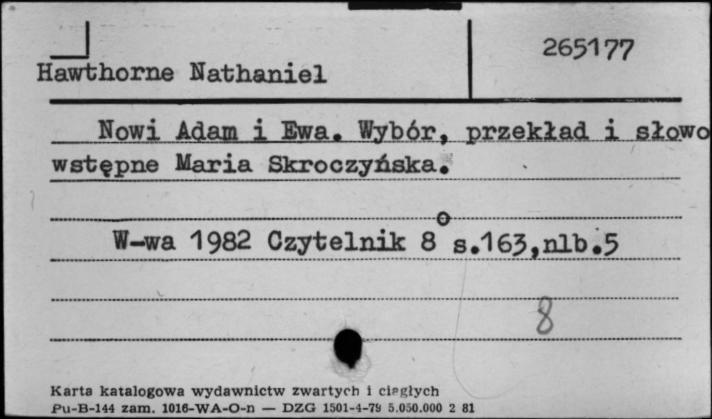 265177
Hawthorne Nathaniel
Nowi Adam i Ewa. Wybór, przekład i słowo
wstępne Maria Skroczyńska.
W-wa 1982 Czytelnik 8° s.163,nlb.5
8
Karta katalogowa wydawnictw zwartych i ciągłych
Pu-B-144 zam. 1016-WA-O-n — DZG 1501-4-79 5.050.000 2 81